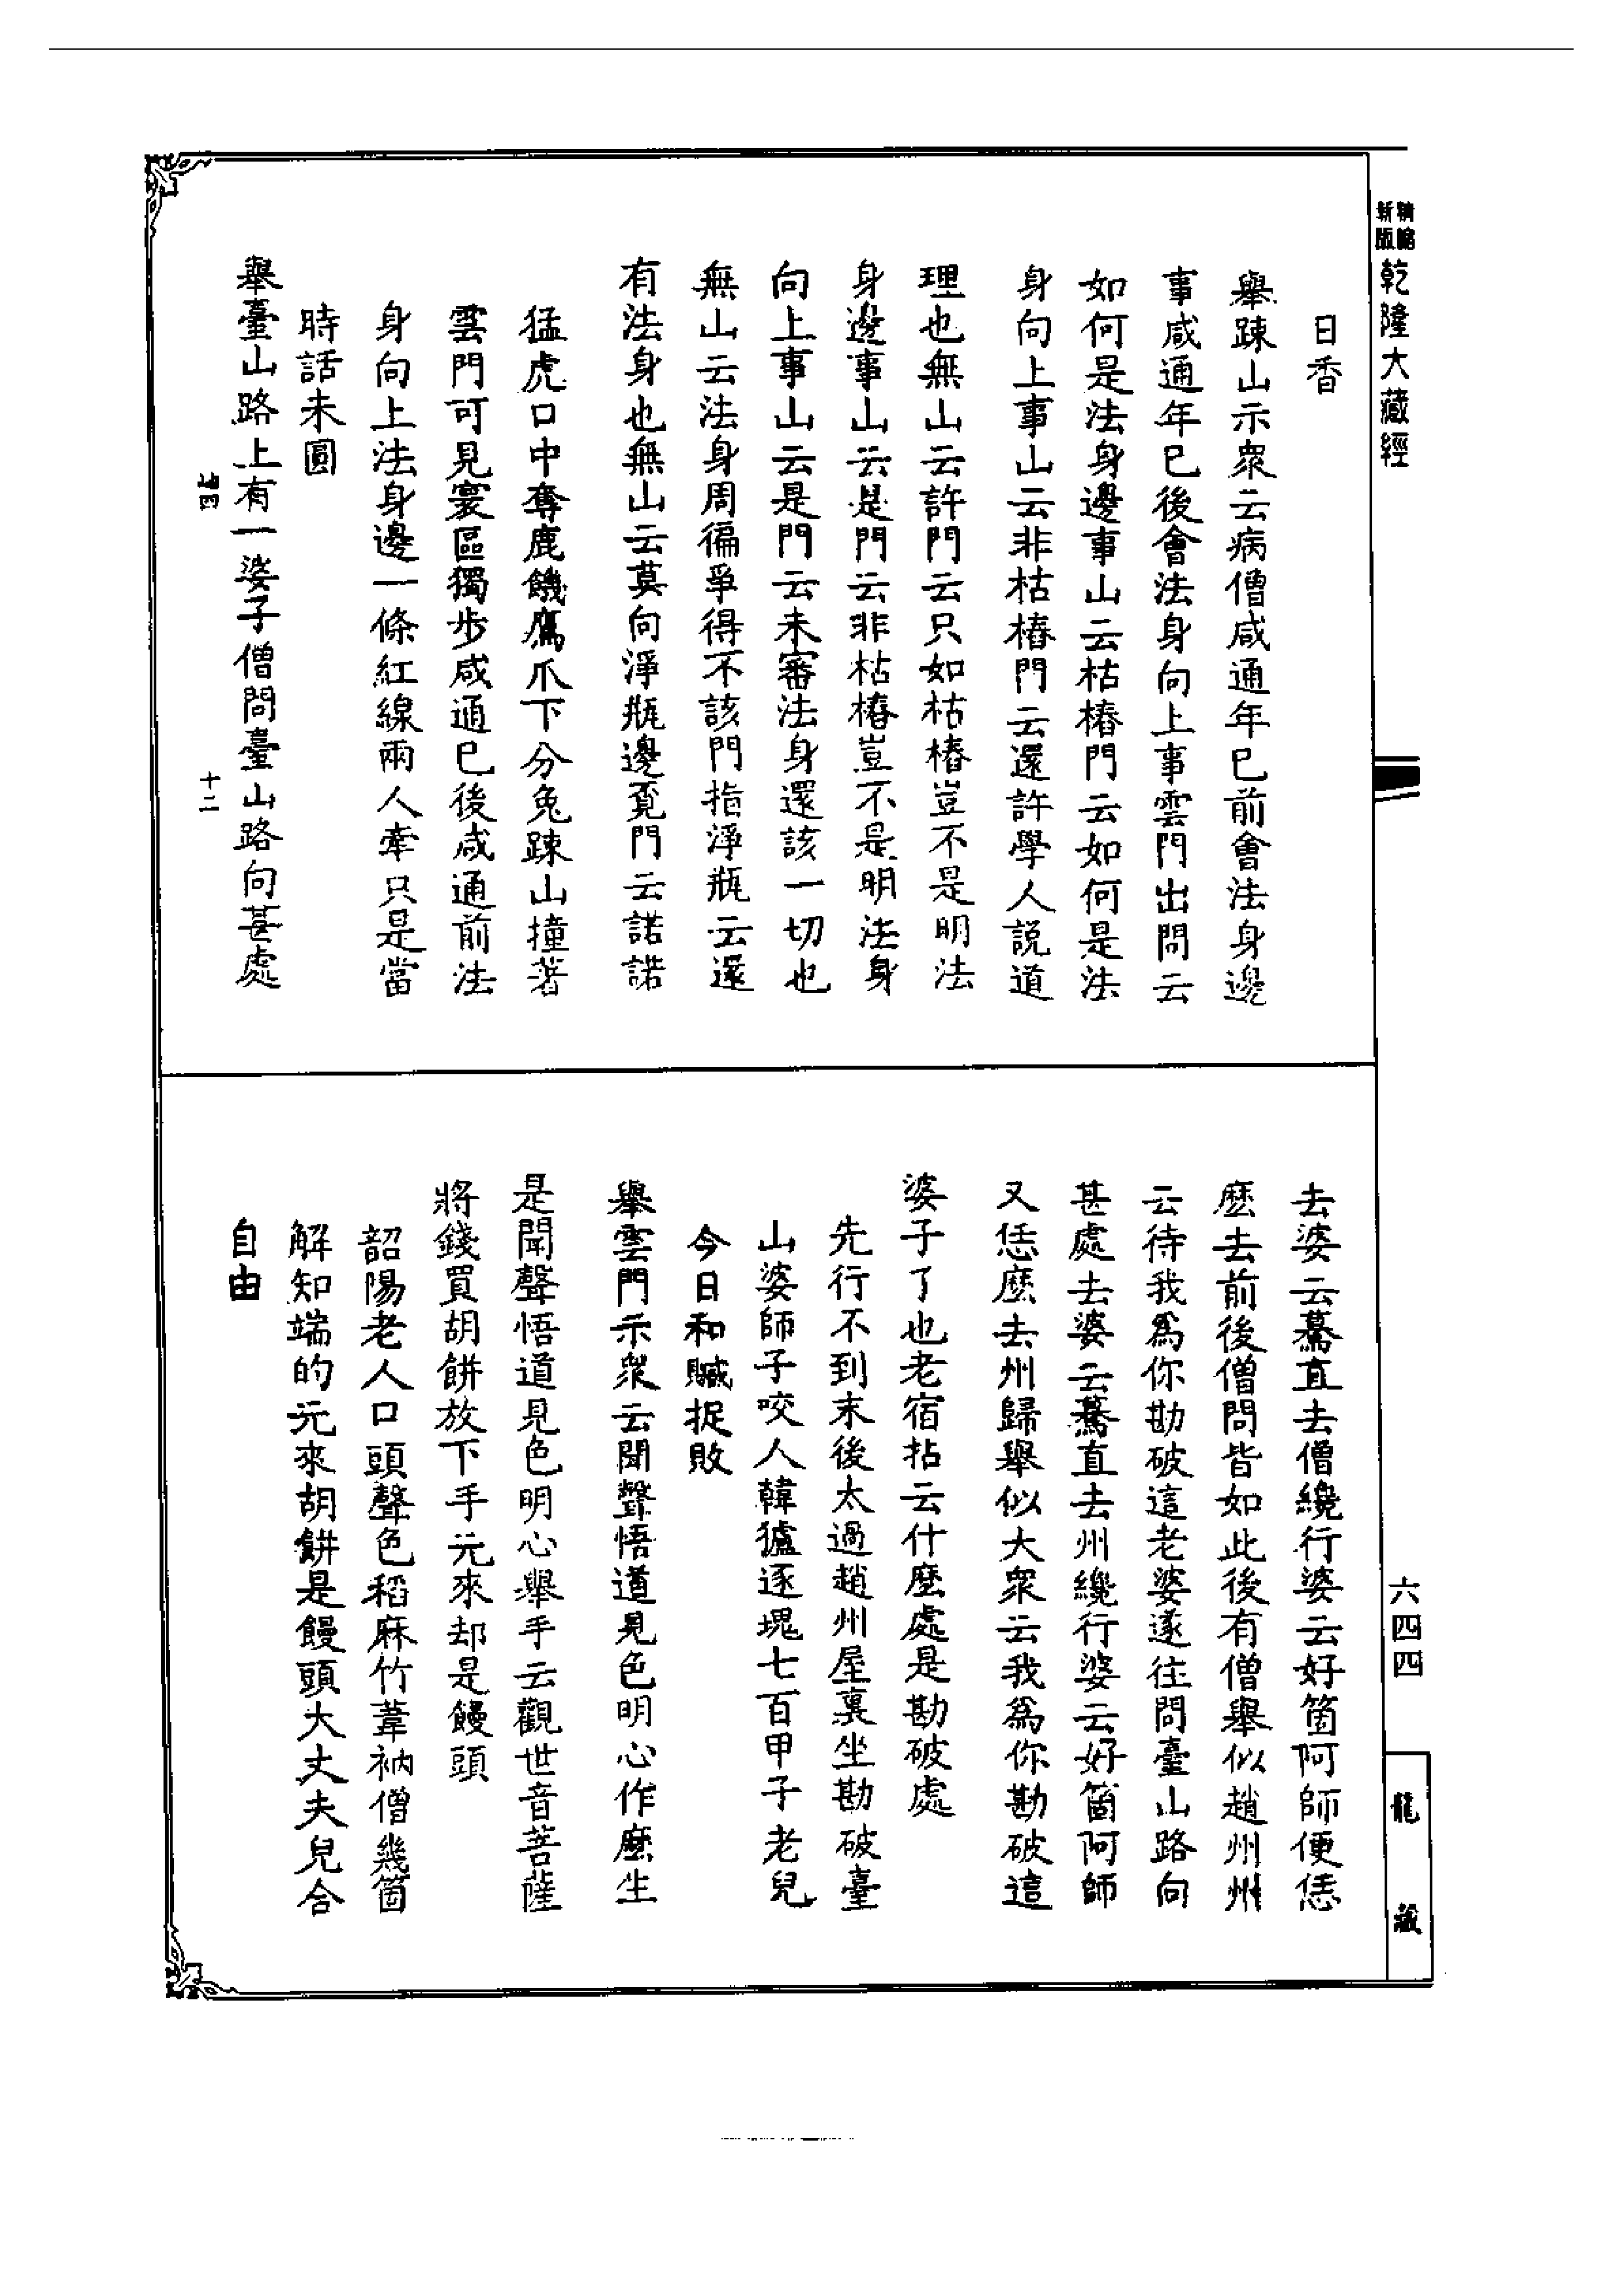 精縮
新版
乾隆大藏經
日香
舉踈山示眾云病僧咸通年巳前會法身邊
事咸通年巳後會法身向上事雲門出問云
如何是法身邊事山云枯樁門云如何是法
身向上事山云非枯樁門云還許學人説道
理也無山云許門云只如枯樁豈不是明法
身邊事山云是門云非枯樁豈不是明法身
向上事山云是門云未審法身還該一切也
無山云法身周徧爭得不該門指淨瓶云還
有法身也無山云莫向淨瓶邊覔門云諾諾
猛虎口中奪鹿饑鷹爪下分兔踈山撞著
雲門可見寰區獨步咸通巳後咸通前法
身向上法身邊一條紅線兩人牽只是當
時話未圓
舉臺山路上有一婆子僧問臺山路向甚處
十二
去婆云驀直去僧纔行婆云好箇阿師便恁
麽去前後僧問皆如此後有僧舉似趙州州
云待我為你勘破這老婆遂往問臺山路向
甚處去婆云驀直去州纔行婆云好箇阿師
又恁麽去州歸舉似大眾云我為你勘破這
婆子了也老宿拈云什麽處是勘破處
先行不到末後太過趙州屋裏坐勘破臺
山婆師子咬人韓獹逐塊七百甲子老兒
今日和贓捉敗
舉雲門示眾云聞聲悟道見色明心作麽生
是聞聲悟道見色明心舉手云觀世音菩薩
將錢買胡餅放下手元來却是饅頭
韶陽老人口頭聲色稻麻竹葦衲僧幾箇
解知端的元來胡餅是饅頭大丈夫兒合
自由
六四四
龍藏